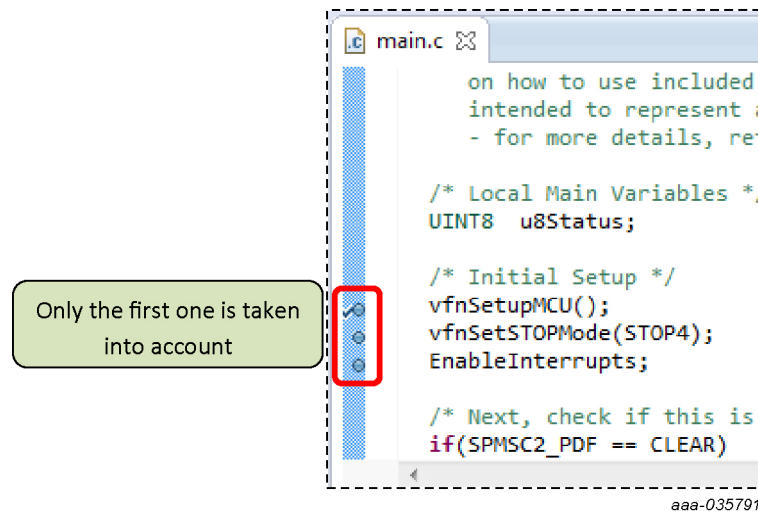 main.c
on how to use included
intended to represent
- for more details,
/* Local Main Variables */
UINT8 u8Status;
/* Initial Setup */
Only the first one is taken
into account
vfnSetupMCU();
vfnSetSTOPMode(STOP4);
EnableInterrupts;
/* Next, check if this is
if(SPMSC2_PDF == CLEAR)
aaa-035791